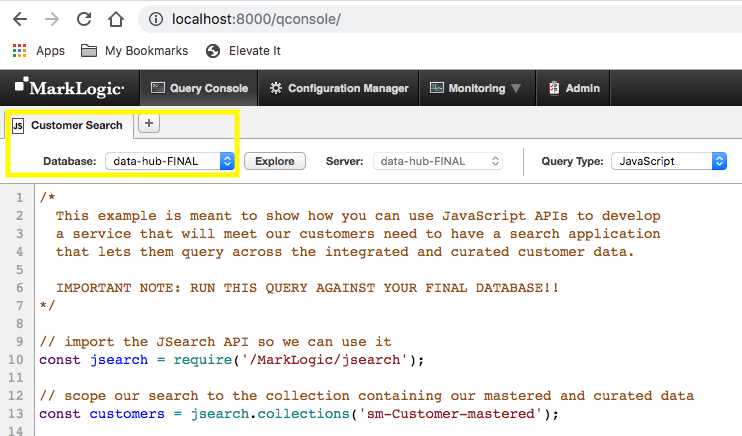 localhost:8000/qconsole/
Apps My Bookmarks Elevate It
MarkLogic Query Console Configuration Manager Monitoring Admin
JS Customer Search +
Database: data-hub-FINAL Explore Server: data-hub-FINAL Query Type: JavaScript
1 /*
2 This example is meant to show how you can use JavaScript APIs to develop
3 a service that will meet our customers need to have a search application
4 that lets them query across the integrated and curated customer data.
5
6 IMPORTANT NOTE: RUN THIS QUERY AGAINST YOUR FINAL DATABASE!!
7 */
8
9 // import the JSearch API so we can use it
10 const jsearch = require('/MarkLogic/jsearch');
11
12 // scope our search to the collection containing our mastered and curated data
13 const customers = jsearch.collections('sm-Customer-mastered');
14